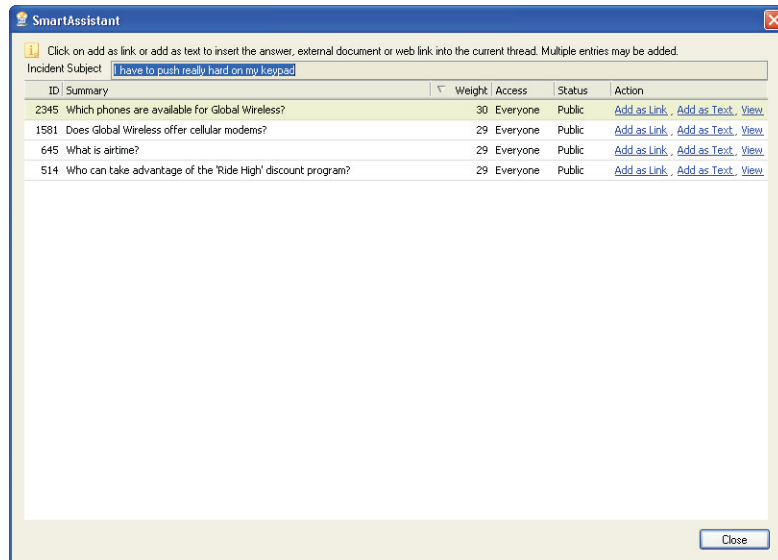 SmartAssistant
Click on add as link or add as text to insert the answer, external document or web link into the current thread. Multiple entries may be added.
Incident Subject I have to push really hard on my keypad
ID Summary Weight Access Status Action
2345 Which phones are available for Global Wireless? 30 Everyone Public Add as Link , Add as Text , View
1581 Does Global Wireless offer cellular modems? 29 Everyone Public Add as Link , Add as Text , View
645 What is airtime? 29 Everyone Public Add as Link , Add as Text , View
514 Who can take advantage of the 'Ride High' discount program? 29 Everyone Public Add as Link , Add as Text , View
Close